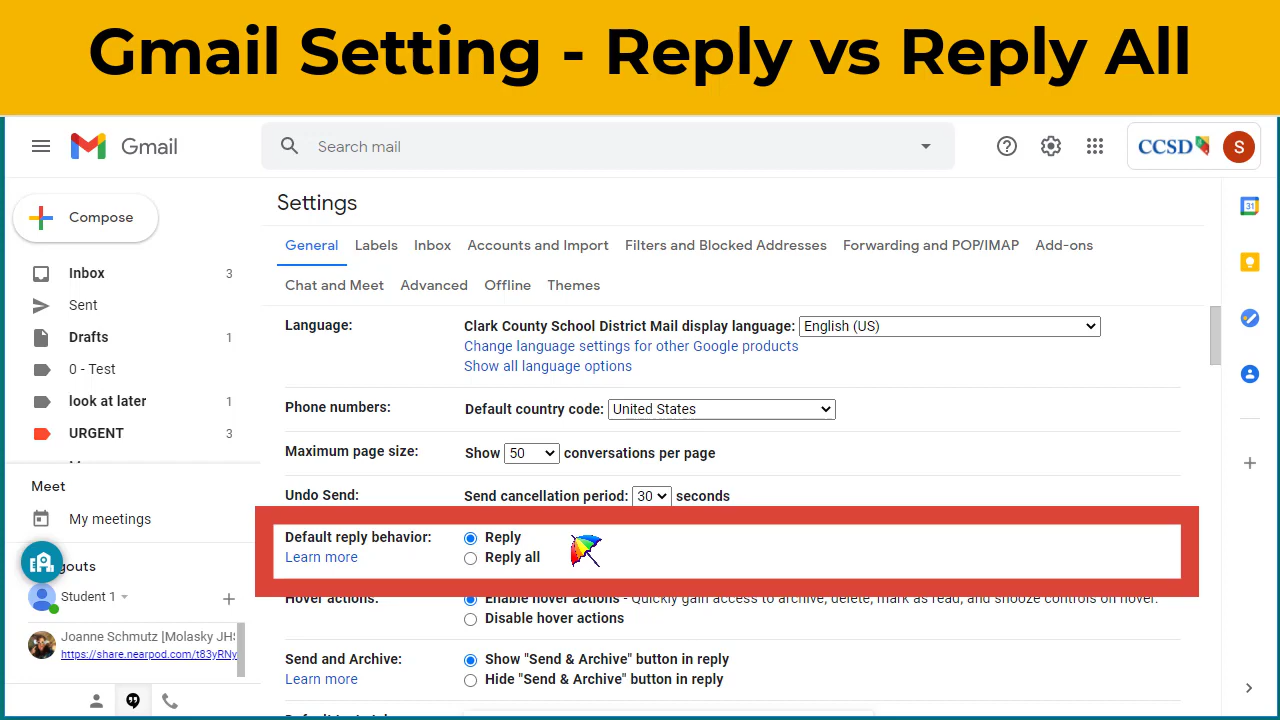 Gmail Setting - Reply vs Reply All
Gmail
Search mail
CCSD
S
Compose
Settings
31
General Labels Inbox Accounts and Import Filters and Blocked Addresses Forwarding and POP/IMAP Add-ons
Inbox 3
Chat and Meet Advanced Offline Themes
Sent
Drafts 1
0 - Test
look at later 1
URGENT 3
Language: Clark County School District Mail display language: English (US)
Change language settings for other Google products
Show all language options
Phone numbers: Default country code: United States
Maximum page size: Show 50 conversations per page
Undo Send: Send cancellation period: 30 seconds
Default reply behavior: Reply
Learn more Reply all
Hover actions: Enable hover actions - Quickly gain access to archive, delete, mark as read, and snooze controls on hover.
Disable hover actions
Send and Archive: Show "Send & Archive" button in reply
Learn more Hide "Send & Archive" button in reply
Meet
My meetings
gouts
Student 1
Joanne Schmutz [Molasky JHS
https://share.nearpod.com/t83yRNy